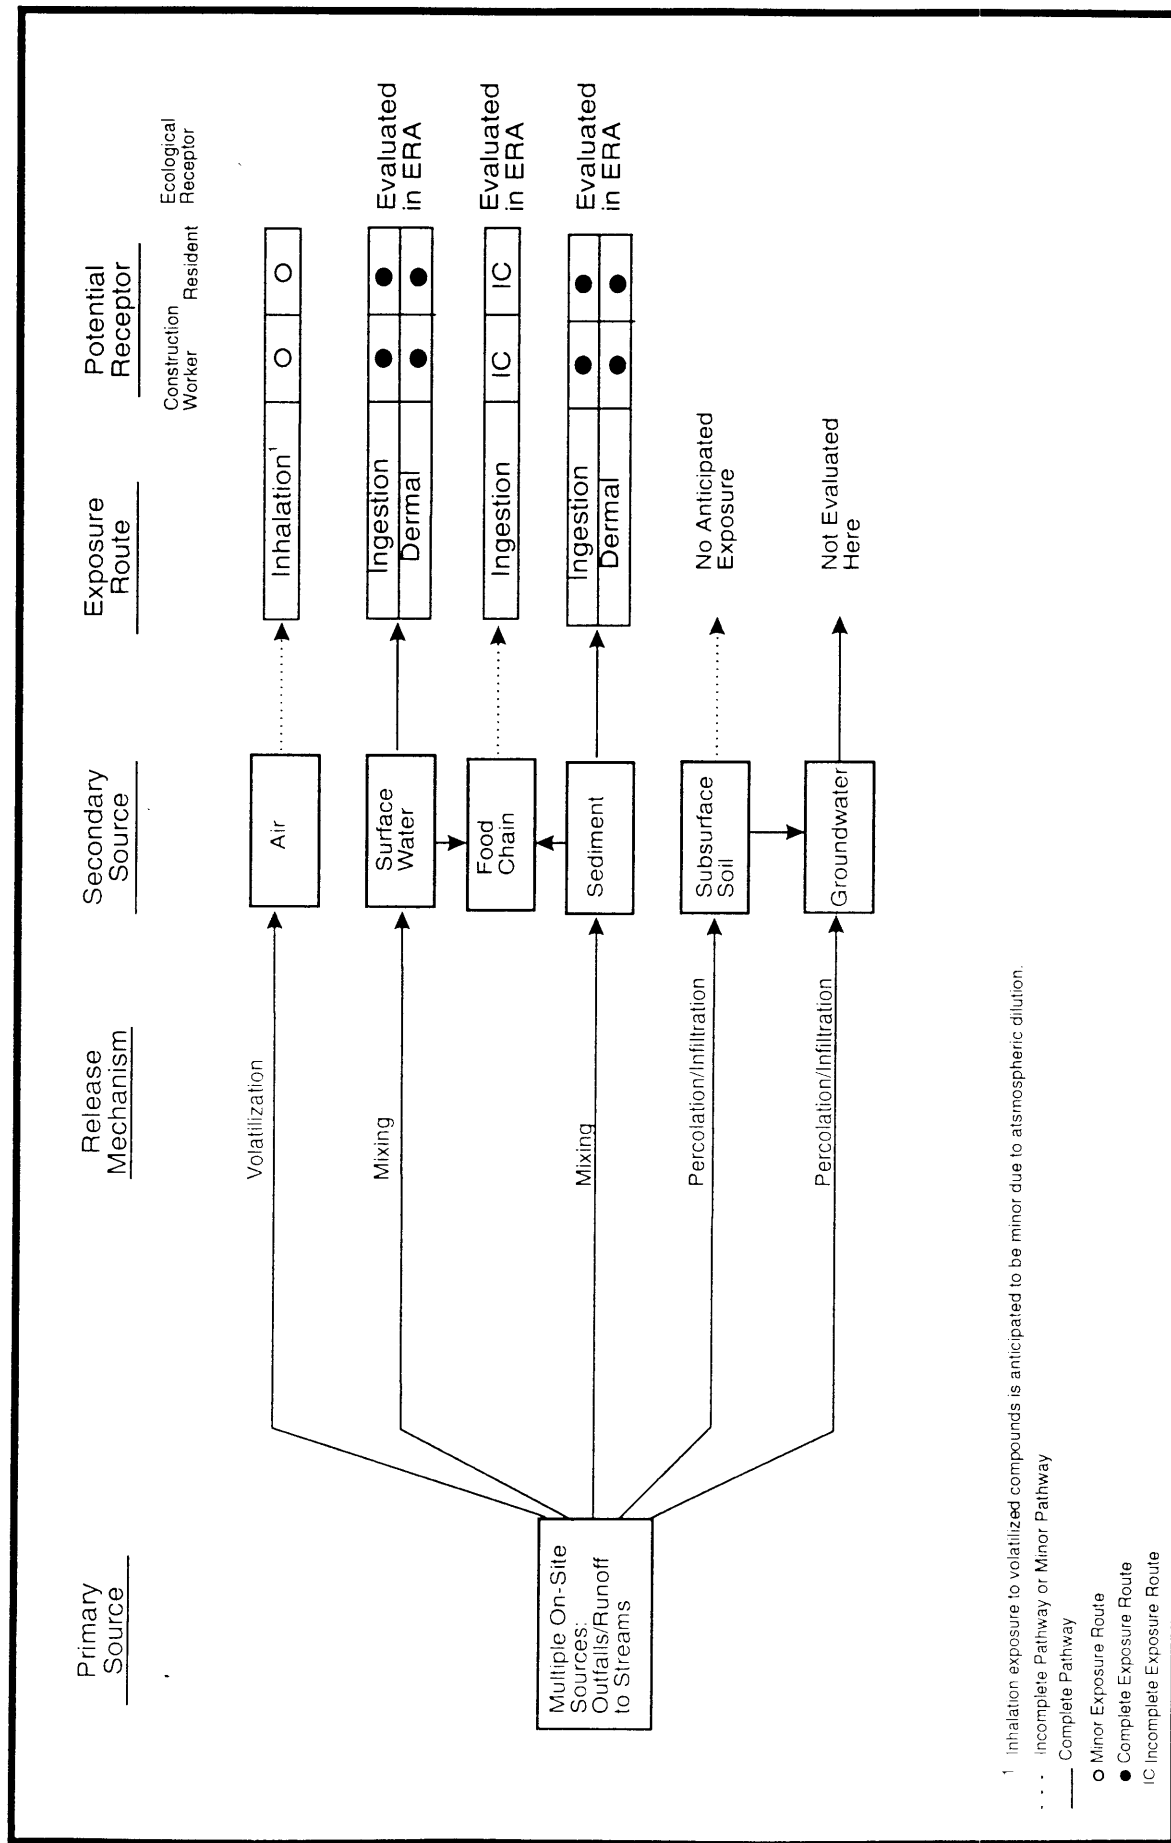 Primary
Source
Release
Mechanism
Secondary
Source
Exposure
Route
Potential
Receptor
Construction
Worker
Resident
Ecological
Receptor
Multiple On-Site
Sources:
Outfalls/Runoff
to Streams
Volatilization
Air
Inhalation¹
Mixing
Surface
Water
Ingestion
Dermal
Evaluated
in ERA
Food
Chain
Ingestion
IC
IC
Evaluated
in ERA
Mixing
Sediment
Ingestion
Dermal
Evaluated
in ERA
Percolation/Infiltration
Subsurface
Soil
No Anticipated
Exposure
Percolation/Infiltration
Groundwater
Not Evaluated
Here
1 Inhalation exposure to volatilized compounds is anticipated to be minor due to atsmospheric dilution.
Incomplete Pathway or Minor Pathway
Complete Pathway
Minor Exposure Route
Complete Exposure Route
IC Incomplete Exposure Route